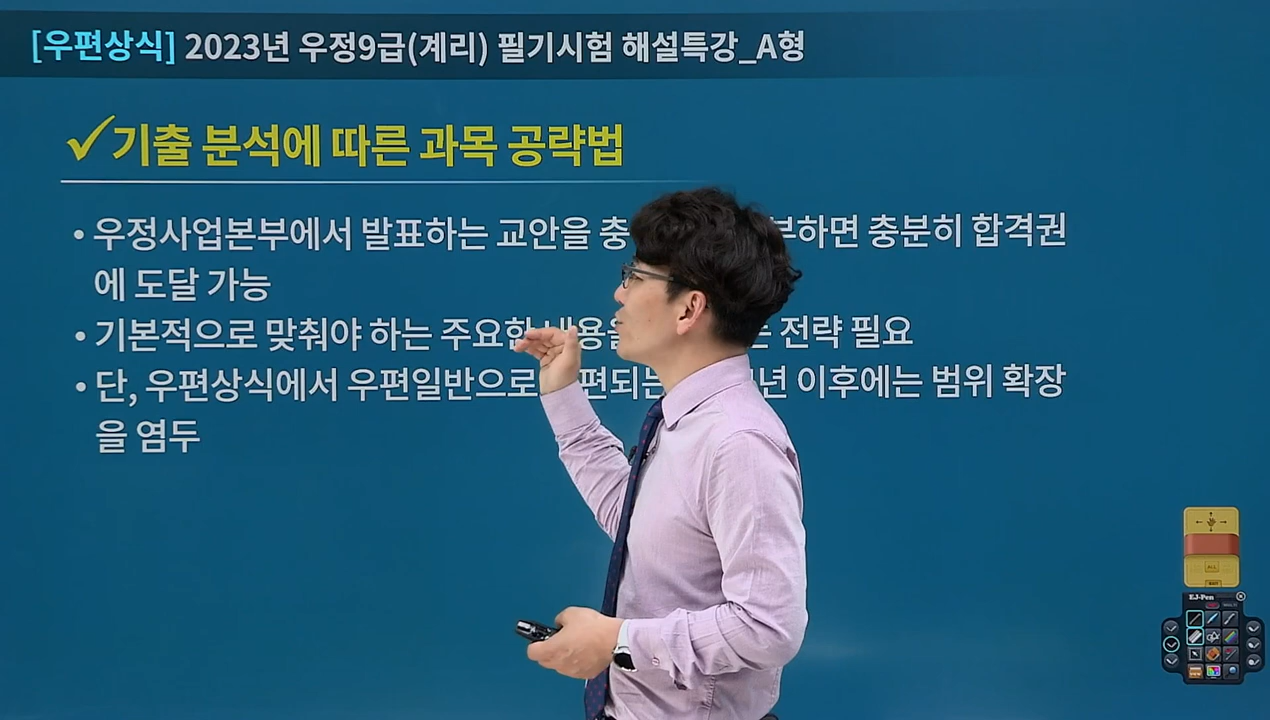 [우편상식] 2023년 우정9급(계리) 필기시험 해설특강_A형
✓기출 분석에 따른 과목 공략법
• 우정사업본부에서 발표하는 교안을 충 부하면 충분히 합격권
에 도달 가능
• 기본적으로 맞춰야 하는 주요한 내용을 는 전략 필요
• 단, 우편상식에서 우편일반으로 편되는 년 이후에는 범위 확장
을 염두
ALL
EXIT
EJ-Pen